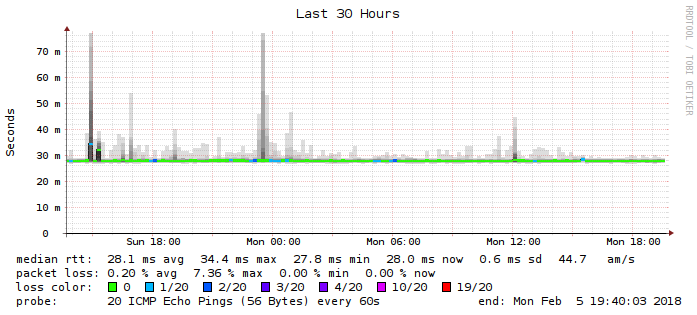 Last 30 Hours
RRDTOOL / TOBI OETIKER
Seconds
70 m
60 m
50 m
40 m
30 m
20 m
10 m
0
Sun 18:00 Mon 00:00 Mon 06:00 Mon 12:00 Mon 18:00
median rtt: 28.1 ms avg 34.4 ms max 27.8 ms min 28.0 ms now 0.6 ms sd 44.7 am/s
packet loss: 0.20 % avg 7.36 % max 0.00 % min 0.00 % now
loss color: 0 1/20 2/20 3/20 4/20 10/20 19/20
probe: 20 ICMP Echo Pings (56 Bytes) every 60s end: Mon Feb 5 19:40:03 2018